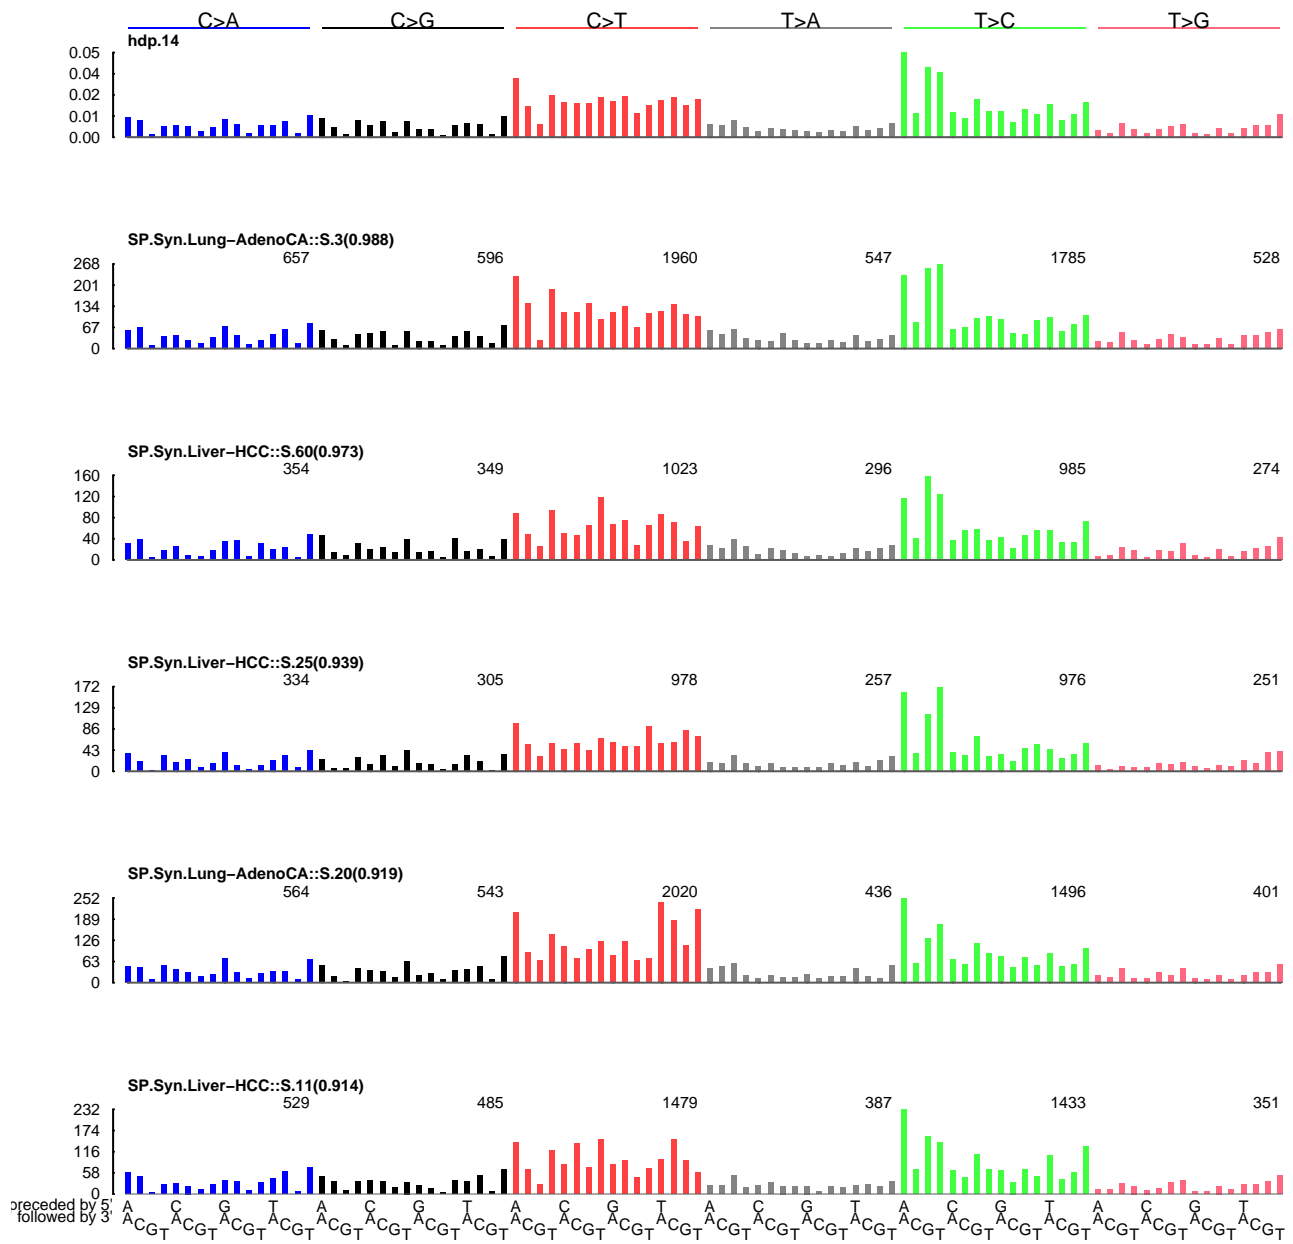 C>A C>G C>T T>A T>C T>G
hdp.14
0.05
0.04
0.02
0.01
0.00
SP.Syn.Lung−AdenoCA::S.3(0.988)
657 596 1960 547 1785 528
268
201
134
67
0
SP.Syn.Liver−HCC::S.60(0.973)
354 349 1023 296 985 274
160
120
80
40
0
SP.Syn.Liver−HCC::S.25(0.939)
334 305 978 257 976 251
172
129
86
43
0
SP.Syn.Lung−AdenoCA::S.20(0.919)
564 543 2020 436 1496 401
252
189
126
63
0
SP.Syn.Liver−HCC::S.11(0.914)
529 485 1479 387 1433 351
232
174
116
58
0
preceded by 5' A C G T A C G T A C G T A C G T A C G T A C G T
followed by 3' A C G T A C G T A C G T A C G T A C G T A C G T A C G T A C G T A C G T A C G T A C G T A C G T A C G T A C G T A C G T A C G T A C G T A C G T A C G T A C G T A C G T A C G T A C G T A C G T